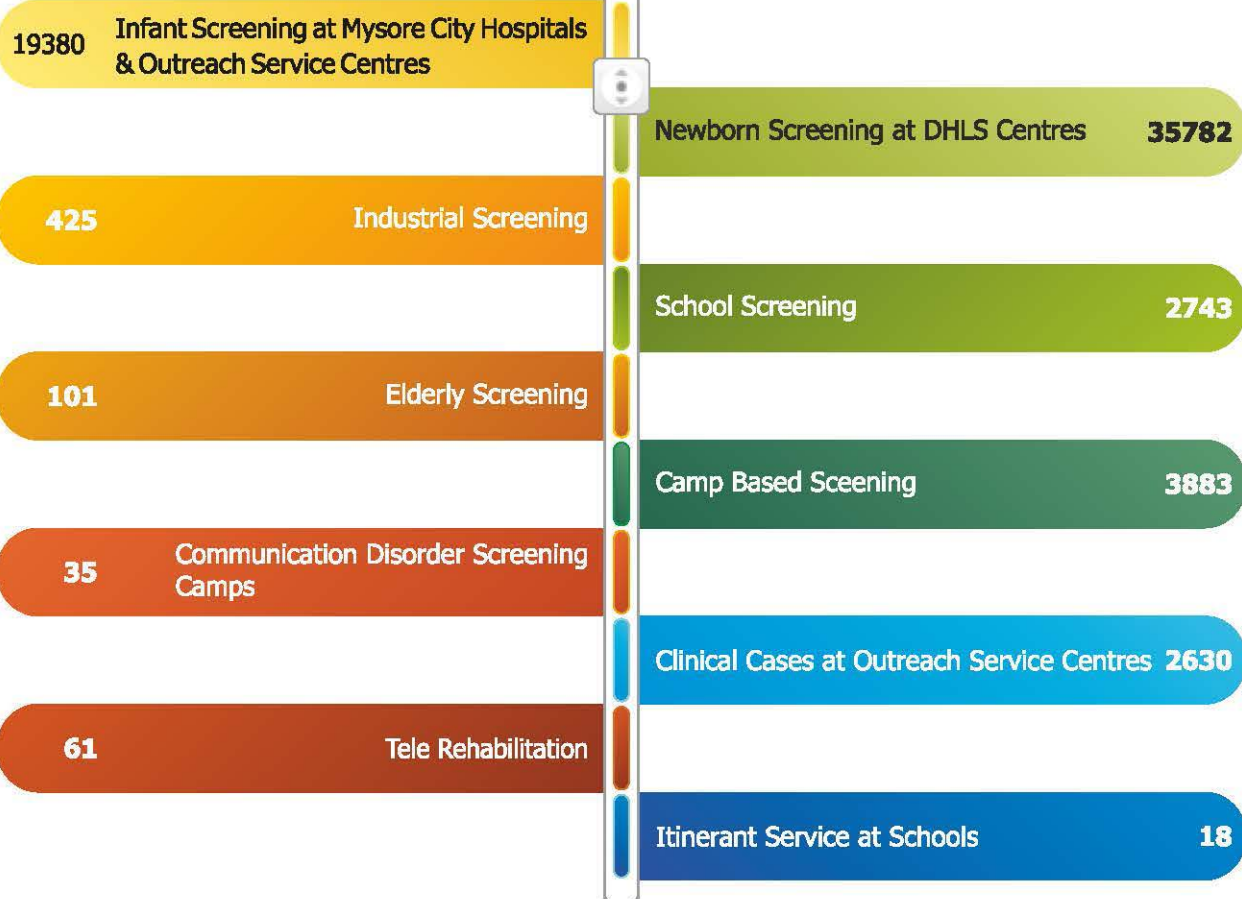 19380 Infant Screening at Mysore City Hospitals
& Outreach Service Centres
Newborn Screening at DHLS Centres 35782
425 Industrial Screening
School Screening 2743
101 Elderly Screening
Camp Based Sceening 3883
35 Communication Disorder Screening
Camps
Clinical Cases at Outreach Service Centres 2630
61 Tele Rehabilitation
Itinerant Service at Schools 18